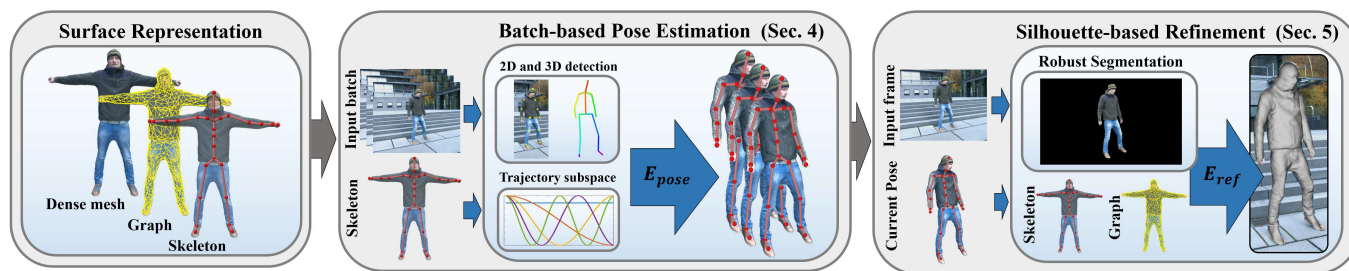 Surface Representation
Dense mesh
Graph
Skeleton
Batch-based Pose Estimation (Sec. 4)
Input batch
Skeleton
2D and 3D detection
Trajectory subspace
E_pose
Silhouette-based Refinement (Sec. 5)
Input frame
Current Pose
Robust Segmentation
Skeleton
Graph
E_ref